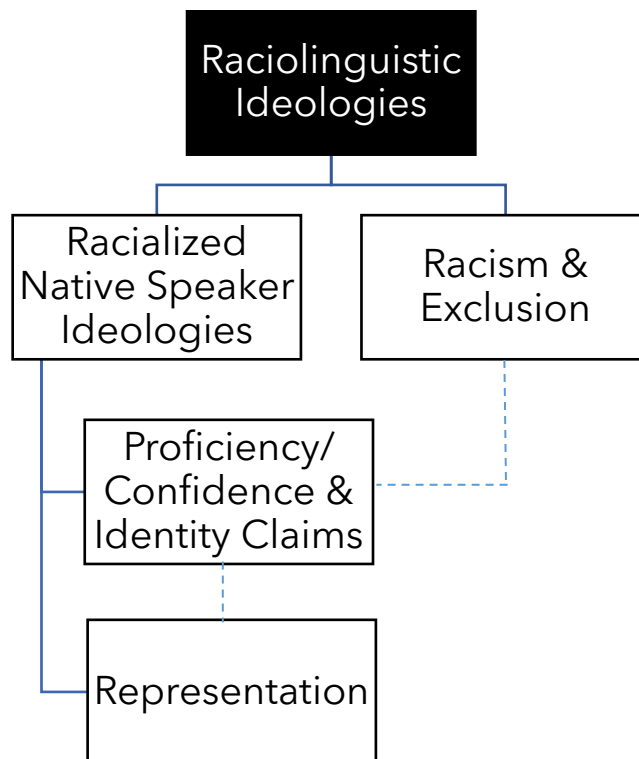 Raciolinguistic
Ideologies
Racialized
Native Speaker
Ideologies
Racism &
Exclusion
Proficiency/
Confidence &
Identity Claims
Representation